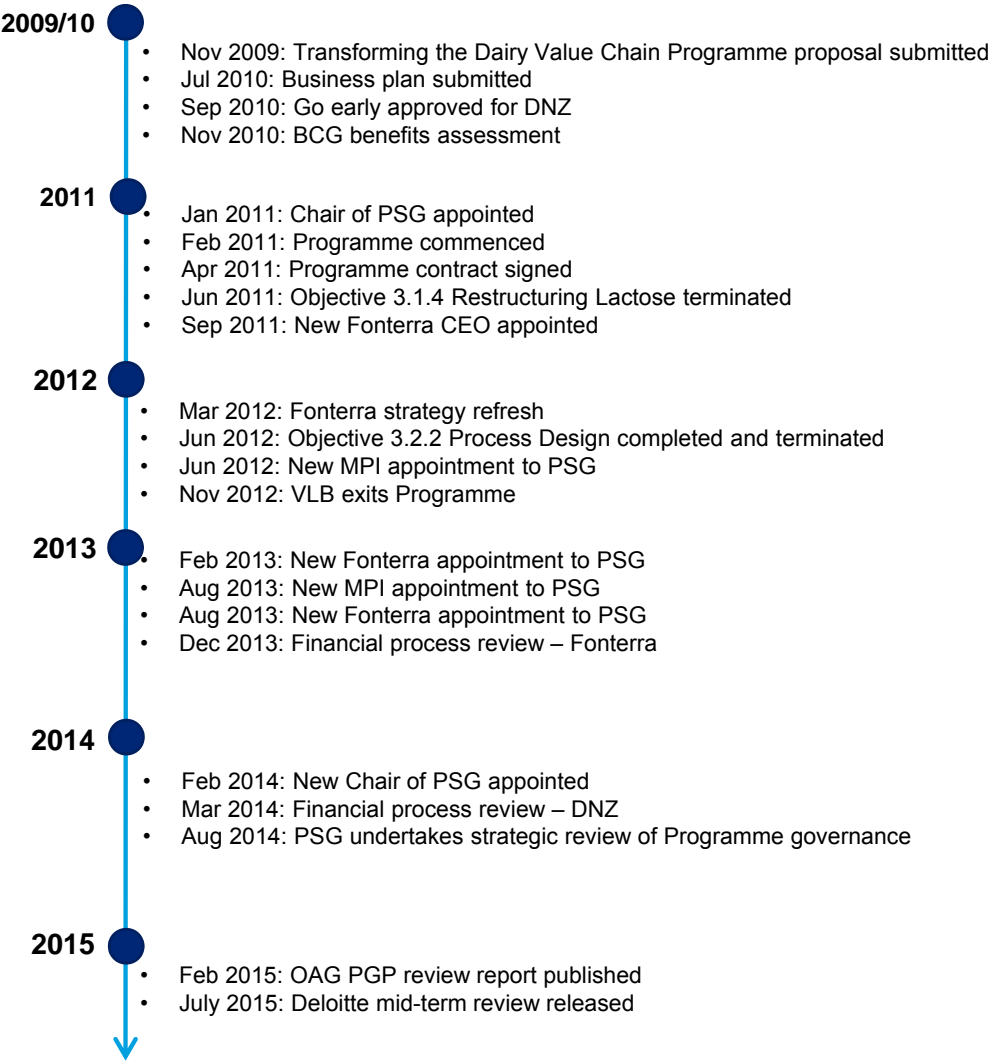 2009/10
• Nov 2009: Transforming the Dairy Value Chain Programme proposal submitted
• Jul 2010: Business plan submitted
• Sep 2010: Go early approved for DNZ
• Nov 2010: BCG benefits assessment
2011
• Jan 2011: Chair of PSG appointed
• Feb 2011: Programme commenced
• Apr 2011: Programme contract signed
• Jun 2011: Objective 3.1.4 Restructuring Lactose terminated
• Sep 2011: New Fonterra CEO appointed
2012
• Mar 2012: Fonterra strategy refresh
• Jun 2012: Objective 3.2.2 Process Design completed and terminated
• Jun 2012: New MPI appointment to PSG
• Nov 2012: VLB exits Programme
2013
• Feb 2013: New Fonterra appointment to PSG
• Aug 2013: New MPI appointment to PSG
• Aug 2013: New Fonterra appointment to PSG
• Dec 2013: Financial process review – Fonterra
2014
• Feb 2014: New Chair of PSG appointed
• Mar 2014: Financial process review – DNZ
• Aug 2014: PSG undertakes strategic review of Programme governance
2015
• Feb 2015: OAG PGP review report published
• July 2015: Deloitte mid-term review released